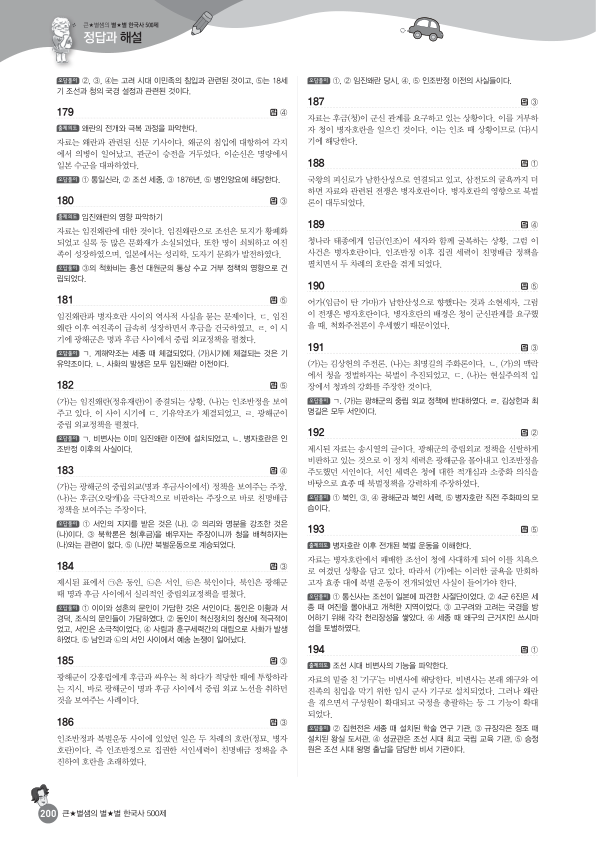 큰★별샘의 별★별 한국사 500제
정답과 해설
오답풀이 ②, ③, ④는 고려 시대 이민족의 침입과 관련된 것이고, ⑤는 18세
기 조선과 청의 국경 설정과 관련된 것이다.
179 답 ④
출제의도 왜란의 전개와 극복 과정을 파악한다.
자료는 왜란과 관련된 신문 기사이다. 왜군의 침입에 대항하여 각지
에서 의병이 일어났고, 관군이 승전을 거두었다. 이순신은 명량에서
일본 수군을 대파하였다.
오답풀이 ① 통일신라, ② 조선 세종, ③ 1876년, ⑤ 병인양요에 해당한다.
180 답 ③
출제의도 임진왜란의 영향 파악하기
자료는 임진왜란에 대한 것이다. 임진왜란으로 조선은 토지가 황폐화
되었고 실록 등 많은 문화재가 소실되었다. 또한 명이 쇠퇴하고 여진
족이 성장하였으며, 일본에서는 성리학, 도자기 문화가 발전하였다.
오답풀이 ③의 척화비는 흥선 대원군의 통상 수교 거부 정책의 영향으로 건
립되었다.
181 답 ⑤
임진왜란과 병자호란 사이의 역사적 사실을 묻는 문제이다. ㄷ. 임진
왜란 이후 여진족이 급속히 성장하면서 후금을 건국하였고, ㄹ. 이 시
기에 광해군은 명과 후금 사이에서 중립 외교정책을 펼쳤다.
오답풀이 ㄱ. 계해약조는 세종 때 체결되었다. (가)시기에 체결되는 것은 기
유약조이다. ㄴ. 사화의 발생은 모두 임진왜란 이전이다.
182 답 ⑤
(가)는 임진왜란(정유재란)이 종결되는 상황, (나)는 인조반정을 보여
주고 있다. 이 사이 시기에 ㄷ. 기유약조가 체결되었고, ㄹ. 광해군이
중립 외교정책을 펼쳤다.
오답풀이 ㄱ. 비변사는 이미 임진왜란 이전에 설치되었고, ㄴ. 병자호란은 인
조반정 이후의 사실이다.
183 답 ④
(가)는 광해군의 중립외교(명과 후금사이에서) 정책을 보여주는 주장,
(나)는 후금(오랑캐)을 극단적으로 비판하는 주장으로 바로 친명배금
정책을 보여주는 주장이다.
오답풀이 ① 서인의 지지를 받은 것은 (나). ② 의리와 명분을 강조한 것은
(나)이다. ③ 북학론은 청(후금)을 배우자는 주장이니까 청을 배척하자는
(나)와는 관련이 없다. ⑤ (나)만 북벌운동으로 계승되었다.
184 답 ③
제시된 표에서 ㉠은 동인, ㉡은 서인, ㉢은 북인이다. 북인은 광해군
때 명과 후금 사이에서 실리적인 중립외교정책을 펼쳤다.
오답풀이 ① 이이와 성혼의 문인이 가담한 것은 서인이다. 동인은 이황과 서
경덕, 조식의 문인들이 가담하였다. ② 동인이 척신정치의 청산에 적극적이
었고, 서인은 소극적이었다. ④ 사림과 훈구세력간의 대립으로 사화가 발생
하였다. ⑤ 남인과 ㉡의 서인 사이에서 예송 논쟁이 일어났다.
185 답 ③
광해군이 강홍립에게 후금과 싸우는 척 하다가 적당한 때에 투항하라
는 지시. 바로 광해군이 명과 후금 사이에서 중립 외교 노선을 취하던
것을 보여주는 사례이다.
186 답 ③
인조반정과 북벌운동 사이에 있었던 일은 두 차례의 호란(정묘, 병자
호란)이다. 즉 인조반정으로 집권한 서인세력이 친명배금 정책을 추
진하여 호란을 초래하였다.
오답풀이 ①, ② 임진왜란 당시, ④, ⑤ 인조반정 이전의 사실들이다.
187 답 ③
자료는 후금(청)이 군신 관계를 요구하고 있는 상황이다. 이를 거부하
자 청이 병자호란을 일으킨 것이다. 이는 인조 때 상황이므로 (다)시
기에 해당한다.
188 답 ①
국왕의 피신로가 남한산성으로 연결되고 있고, 삼전도의 굴욕까지 더
하면 자료와 관련된 전쟁은 병자호란이다. 병자호란의 영향으로 북벌
론이 대두되었다.
189 답 ④
청나라 태종에게 임금(인조)이 세자와 함께 굴복하는 상황. 그럼 이
사건은 병자호란이다. 인조반정 이후 집권 세력이 친명배금 정책을
펼치면서 두 차례의 호란을 겪게 되었다.
190 답 ⑤
어가(임금이 탄 가마)가 남한산성으로 향했다는 것과 소현세자, 그럼
이 전쟁은 병자호란이다. 병자호란의 배경은 청이 군신관계를 요구했
을 때, 척화주전론이 우세했기 때문이었다.
191 답 ③
(가)는 김상헌의 주전론, (나)는 최명길의 주화론이다. ㄴ. (가)의 맥락
에서 청을 정벌하자는 북벌이 추진되었고, ㄷ. (나)는 현실주의적 입
장에서 청과의 강화를 주장한 것이다.
오답풀이 ㄱ. (가)는 광해군의 중립 외교 정책에 반대하였다. ㄹ. 김상헌과 최
명길은 모두 서인이다.
192 답 ②
제시된 자료는 송시열의 글이다. 광해군의 중립외교 정책을 신랄하게
비판하고 있는 것으로 이 정치 세력은 광해군을 몰아내고 인조반정을
주도했던 서인이다. 서인 세력은 청에 대한 적개심과 소중화 의식을
바탕으로 효종 때 북벌정책을 강력하게 주장하였다.
오답풀이 ① 북인, ③, ④ 광해군과 북인 세력, ⑤ 병자호란 직전 주화파의 모
습이다.
193 답 ⑤
출제의도 병자호란 이후 전개된 북벌 운동을 이해한다.
자료는 병자호란에서 패배한 조선이 청에 사대하게 되어 이를 치욕으
로 여겼던 상황을 담고 있다. 따라서 (가)에는 이러한 굴욕을 만회하
고자 효종 대에 북벌 운동이 전개되었던 사실이 들어가야 한다.
오답풀이 ① 통신사는 조선이 일본에 파견한 사절단이었다. ② 4군 6진은 세
종 때 여진을 몰아내고 개척한 지역이었다. ③ 고구려와 고려는 국경을 방
어하기 위해 각각 천리장성을 쌓았다. ④ 세종 때 왜구의 근거지인 쓰시마
섬을 토벌하였다.
194 답 ①
출제의도 조선 시대 비변사의 기능을 파악한다.
자료의 밑줄 친 '기구'는 비변사에 해당한다. 비변사는 본래 왜구와 여
진족의 침입을 막기 위한 임시 군사 기구로 설치되었다. 그러나 왜란
을 겪으면서 구성원이 확대되고 국정을 총괄하는 등 그 기능이 확대
되었다.
오답풀이 ② 집현전은 세종 때 설치된 학술 연구 기관, ③ 규장각은 정조 때
설치된 왕실 도서관, ④ 성균관은 조선 시대 최고 국립 교육 기관, ⑤ 승정
원은 조선 시대 왕명 출납을 담당한 비서 기관이다.
200 큰★별샘의 별★별 한국사 500제